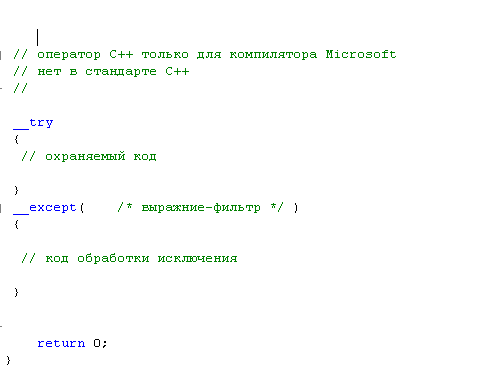 // оператор С++ только для компилятора Microsoft
// нет в стандарте С++
//
__try
{
// охраняемый код
}
__except(    /* выражние-фильтр */ )
{
// код обработки исключения
}
return 0;
}